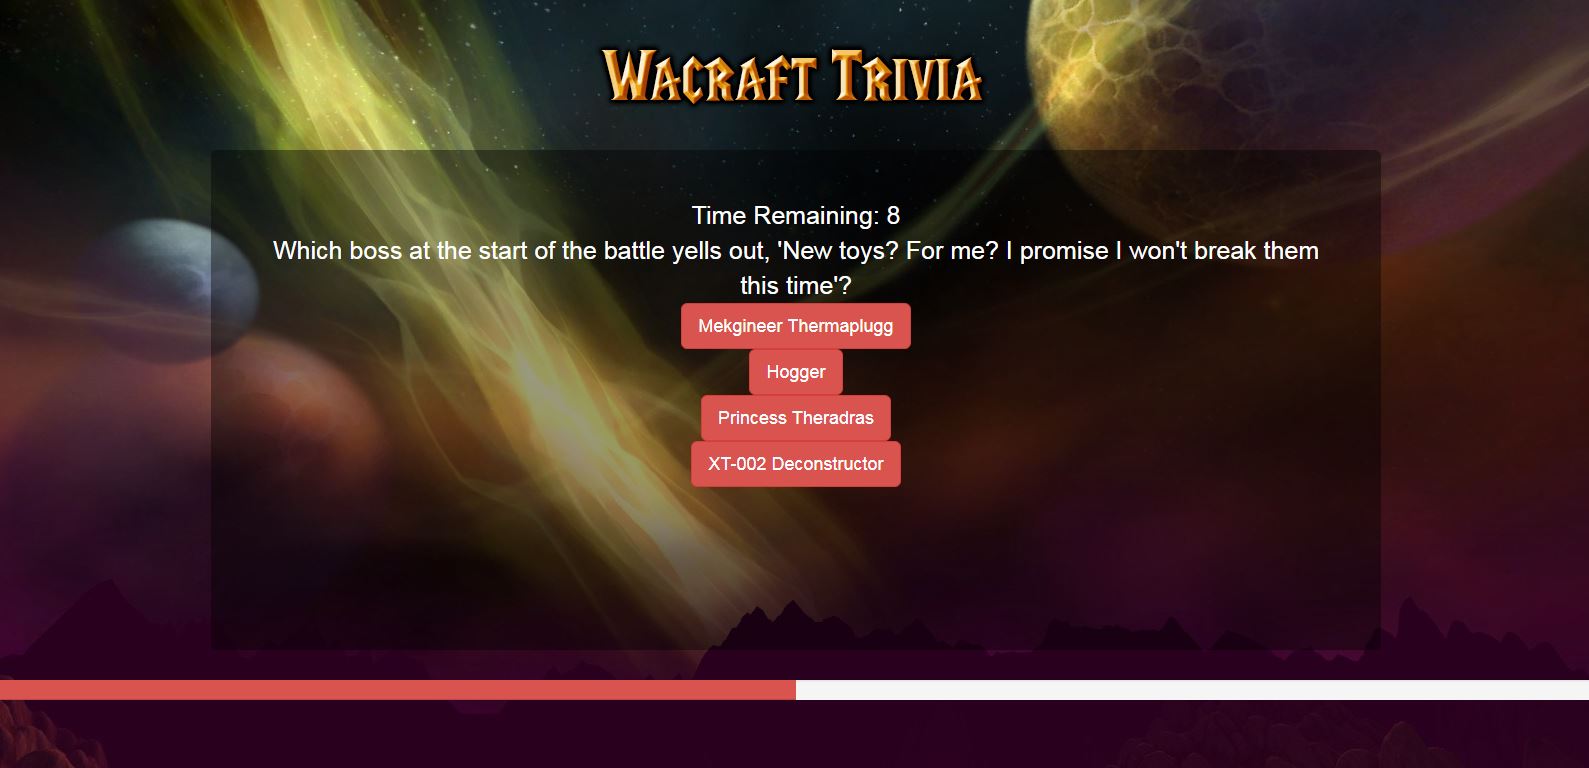 Wacraft Trivia
Time Remaining: 8
Which boss at the start of the battle yells out, 'New toys? For me? I promise I won't break them
this time'?
Mekgineer Thermaplugg
Hogger
Princess Theradras
XT-002 Deconstructor